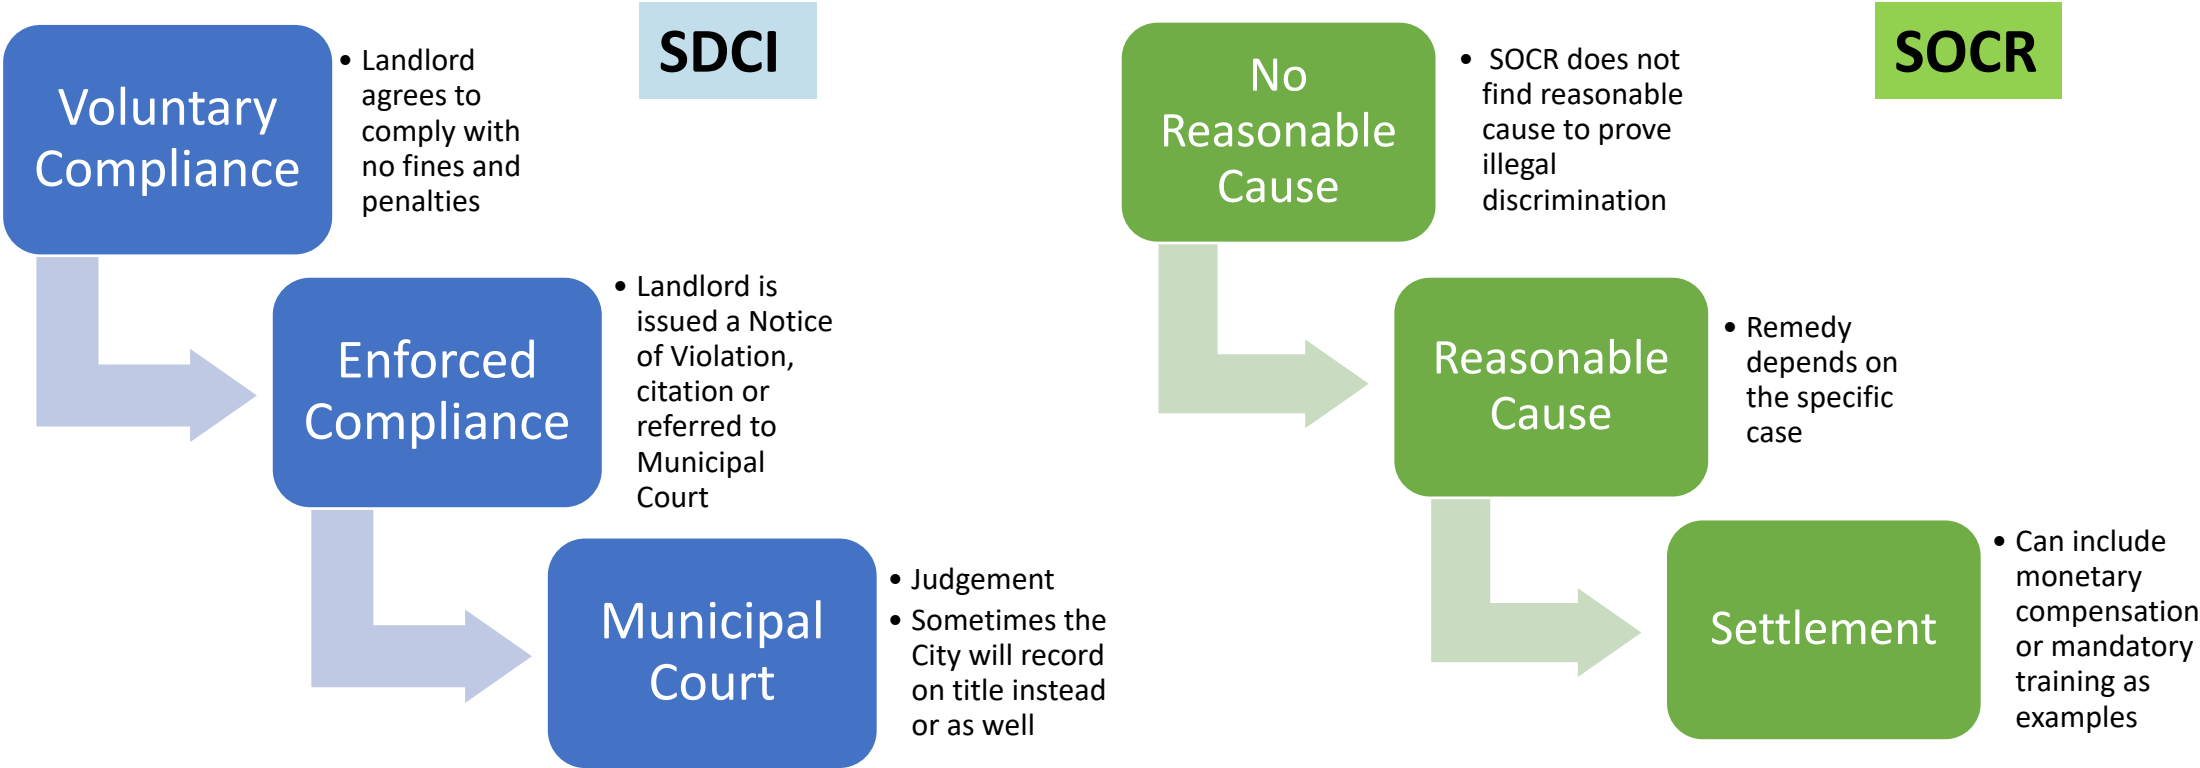 SDCI
Voluntary
Compliance
• Landlord
agrees to
comply with
no fines and
penalties
Enforced
Compliance
• Landlord is
issued a Notice
of Violation,
citation or
referred to
Municipal
Court
Municipal
Court
• Judgement
• Sometimes the
City will record
on title instead
or as well
SOCR
No
Reasonable
Cause
• SOCR does not
find reasonable
cause to prove
illegal
discrimination
Reasonable
Cause
• Remedy
depends on
the specific
case
Settlement
• Can include
monetary
compensation
or mandatory
training as
examples